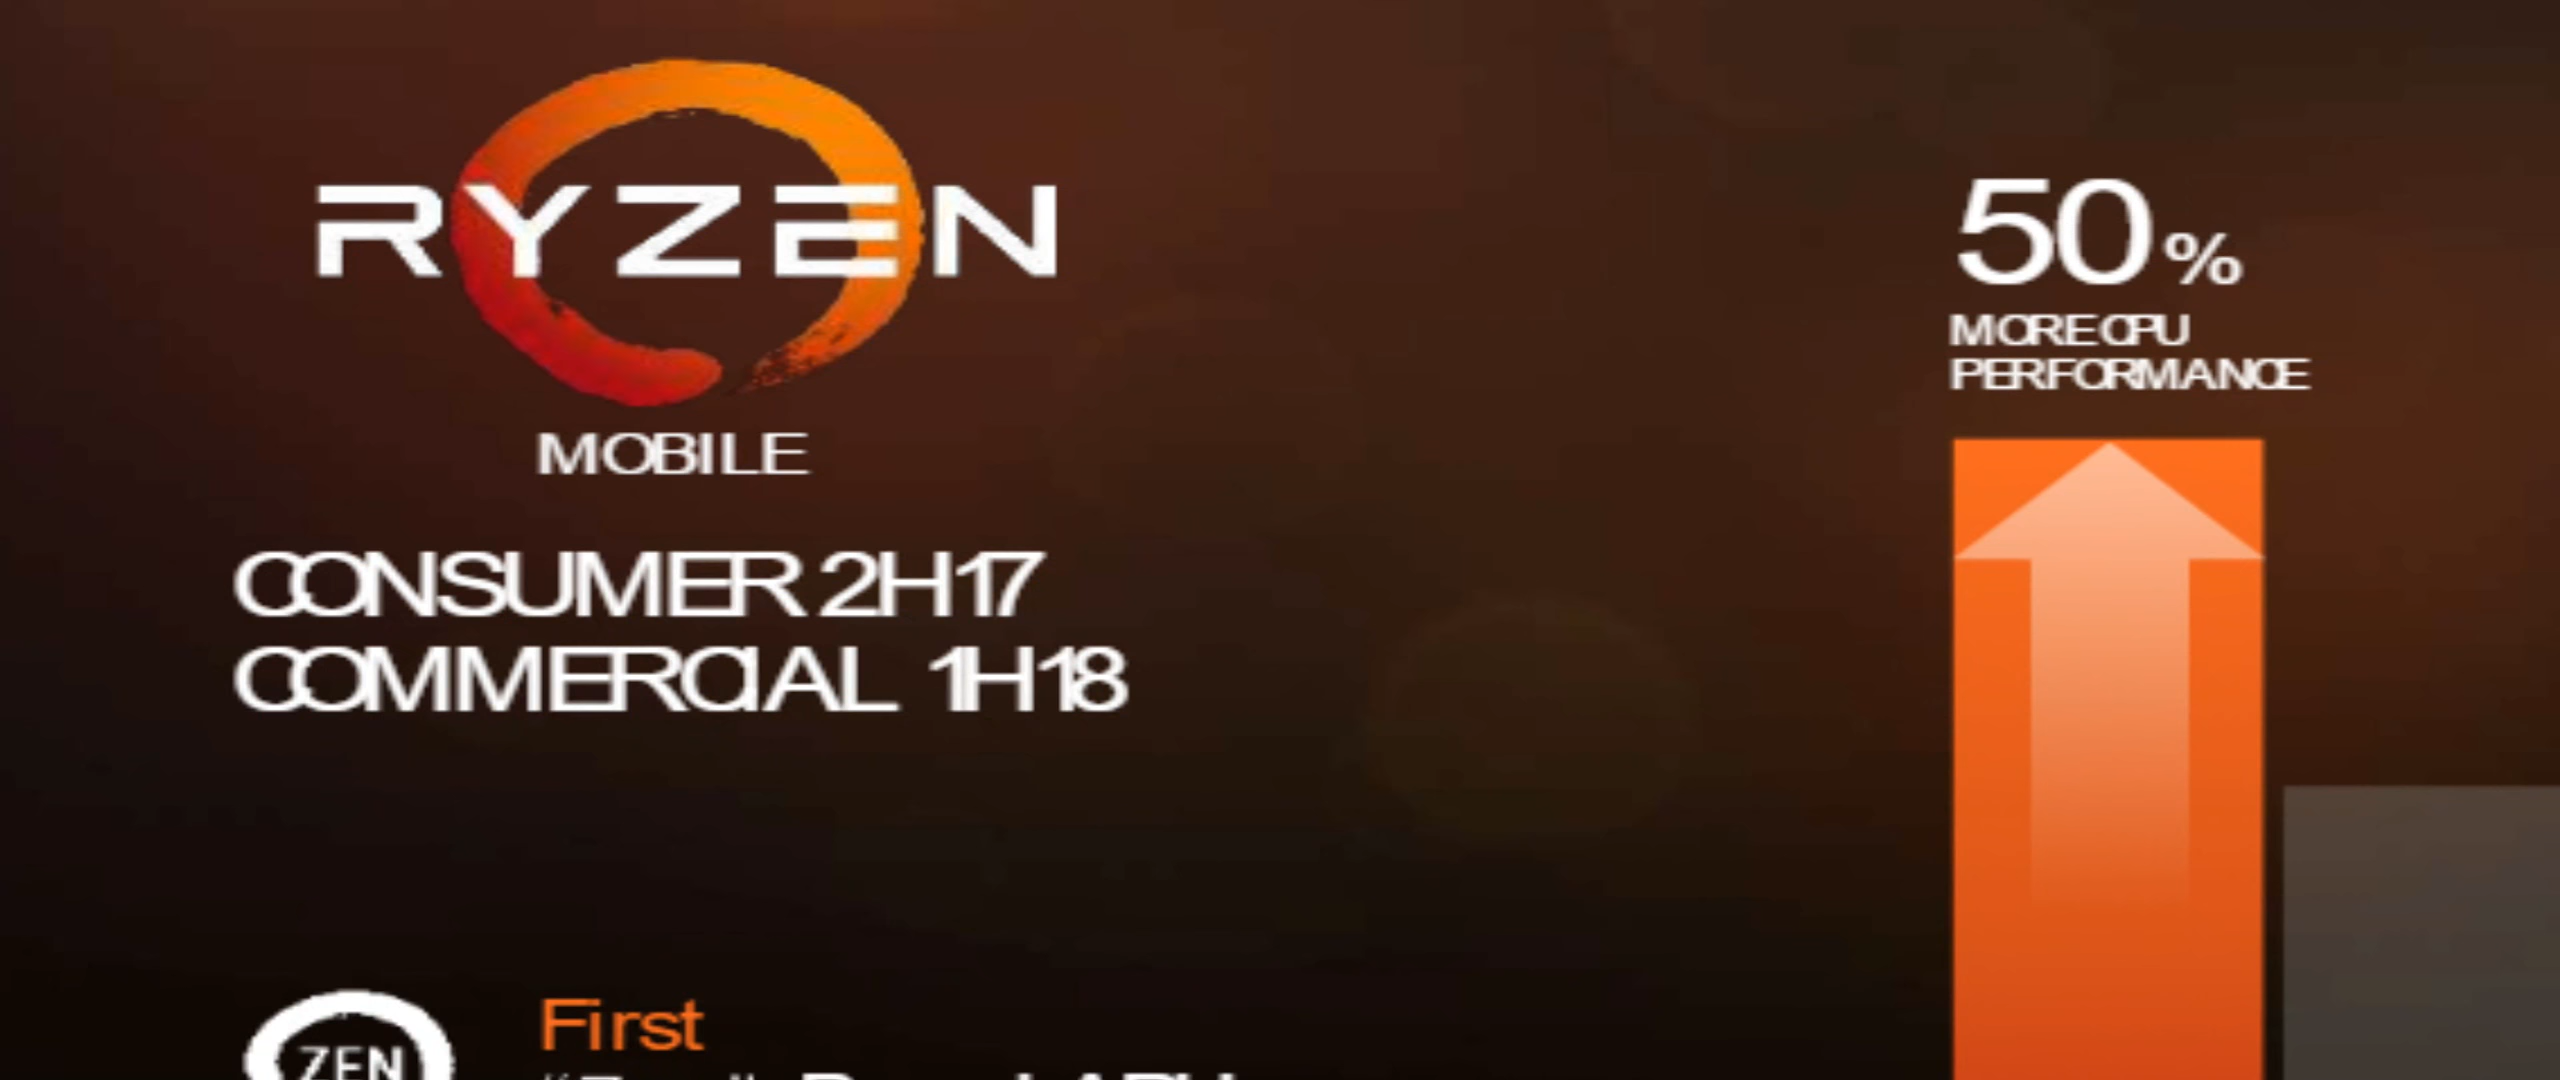 RYZEN
MOBILE
CONSUMER 2H17
COMMERCIAL 1H18
50%
MORE CPU
PERFORMANCE
ZEN
First